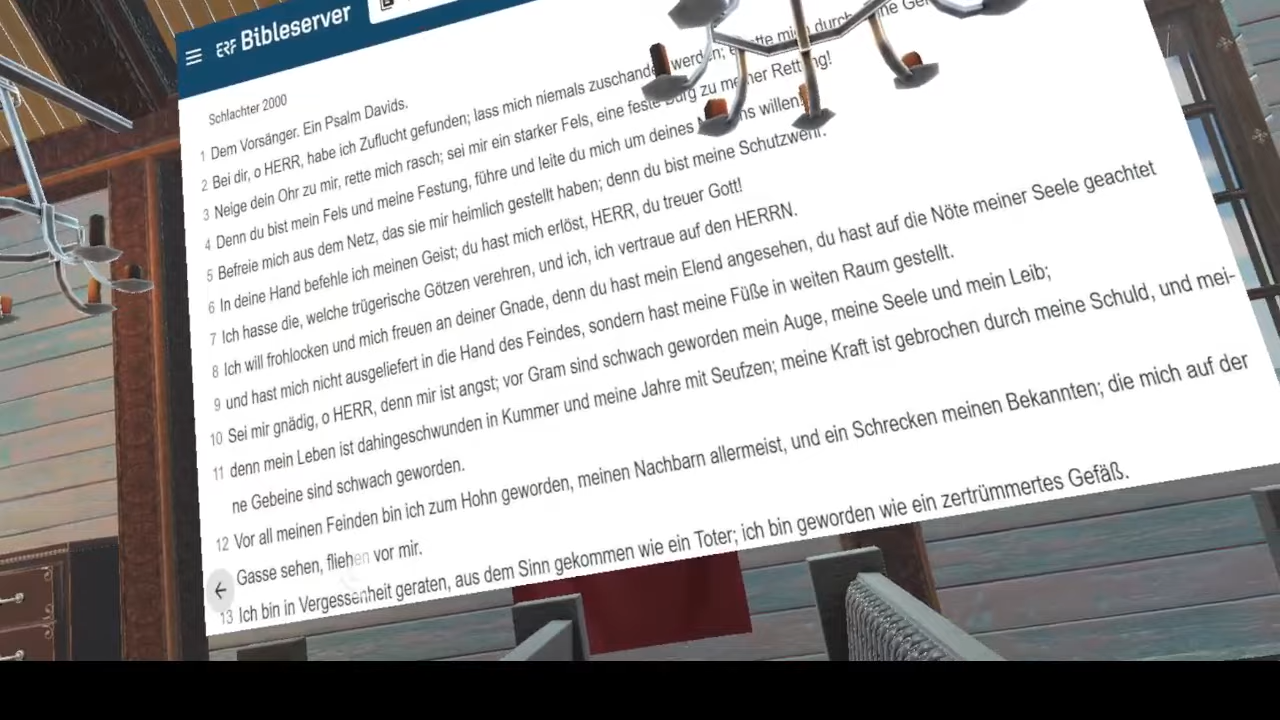 ERF Bibleserver
Schlachter 2000
1 Dem Vorsänger. Ein Psalm Davids.
2 Bei dir, o HERR, habe ich Zuflucht gefunden; lass mich niemals zuschanden werden; errette mich durch
3 Neige dein Ohr zu mir, rette mich rasch; sei mir ein starker Fels, eine feste Burg zu meiner Rettung!
4 Denn du bist mein Fels und meine Festung, führe und leite du mich um deines Namens willen.
5 Befreie mich aus dem Netz, das sie mir heimlich gestellt haben; denn du bist meine Schutzwehr.
6 In deine Hand befehle ich meinen Geist; du hast mich erlöst, HERR, du treuer Gott!
7 Ich hasse die, welche trügerische Götzen verehren, und ich, ich vertraue auf den HERRN.
8 Ich will frohlocken und mich freuen an deiner Gnade, denn du hast mein Elend angesehen, du hast auf die Nöte meiner Seele geachtet
9 und hast mich nicht ausgeliefert in die Hand des Feindes, sondern hast meine Füße in weiten Raum gestellt.
10 Sei mir gnädig, o HERR, denn mir ist angst; vor Gram sind schwach geworden mein Auge, meine Seele und mein Leib;
11 denn mein Leben ist dahingeschwunden in Kummer und meine Jahre mit Seufzen; meine Kraft ist gebrochen durch meine Schuld, und mei-
ne Gebeine sind schwach geworden.
12 Vor all meinen Feinden bin ich zum Hohn geworden, meinen Nachbarn allermeist, und ein Schrecken meinen Bekannten; die mich auf der
Gasse sehen, fliehen vor mir.
13 Ich bin in Vergessenheit geraten, aus dem Sinn gekommen wie ein Toter; ich bin geworden wie ein zertrümmertes Gefäß.